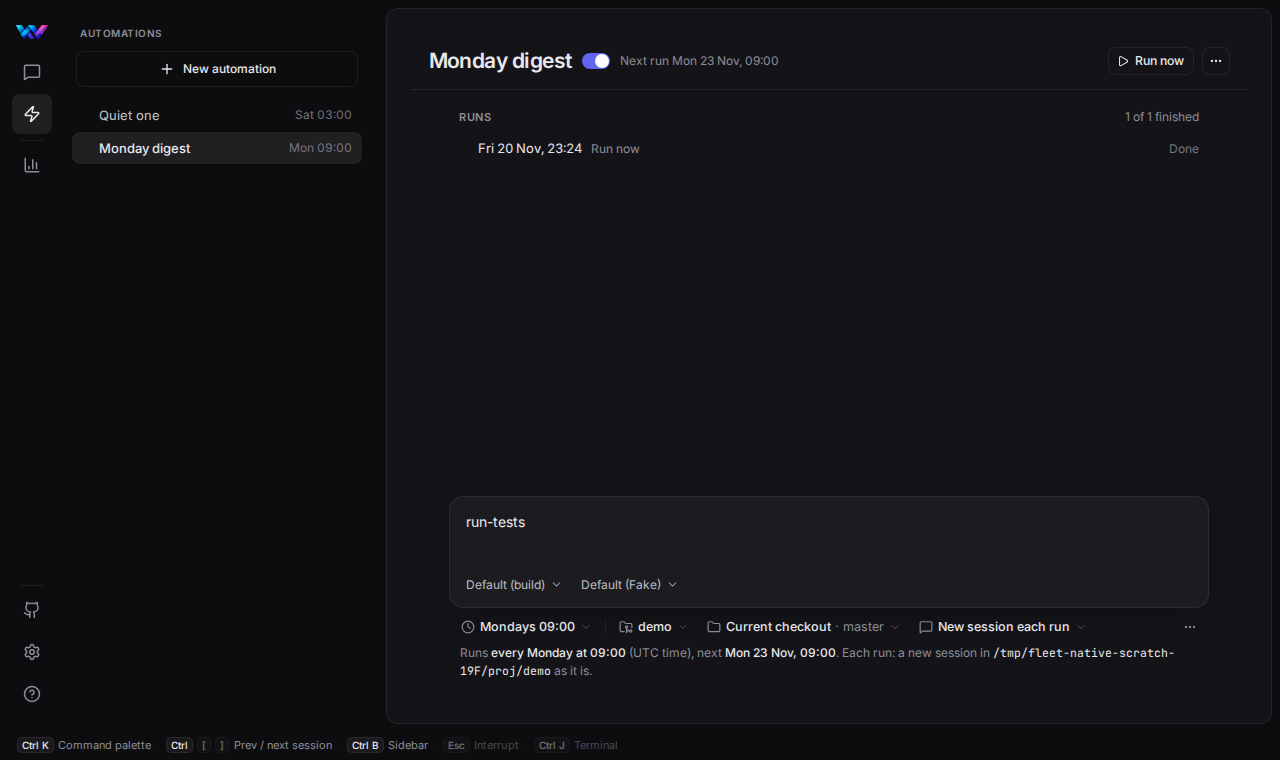 AUTOMATIONS
New automation
Quiet one Sat 03:00
Monday digest Mon 09:00
Monday digest Next run Mon 23 Nov, 09:00 Run now
RUNS 1 of 1 finished
Fri 20 Nov, 23:24 Run now Done
run-tests
Default (build) Default (Fake)
Mondays 09:00 demo Current checkout · master New session each run
Runs every Monday at 09:00 (UTC time), next Mon 23 Nov, 09:00. Each run: a new session in /tmp/fleet-native-scratch-
19F/proj/demo as it is.
Ctrl K Command palette Ctrl [ ] Prev / next session Ctrl B Sidebar Esc Interrupt Ctrl J Terminal